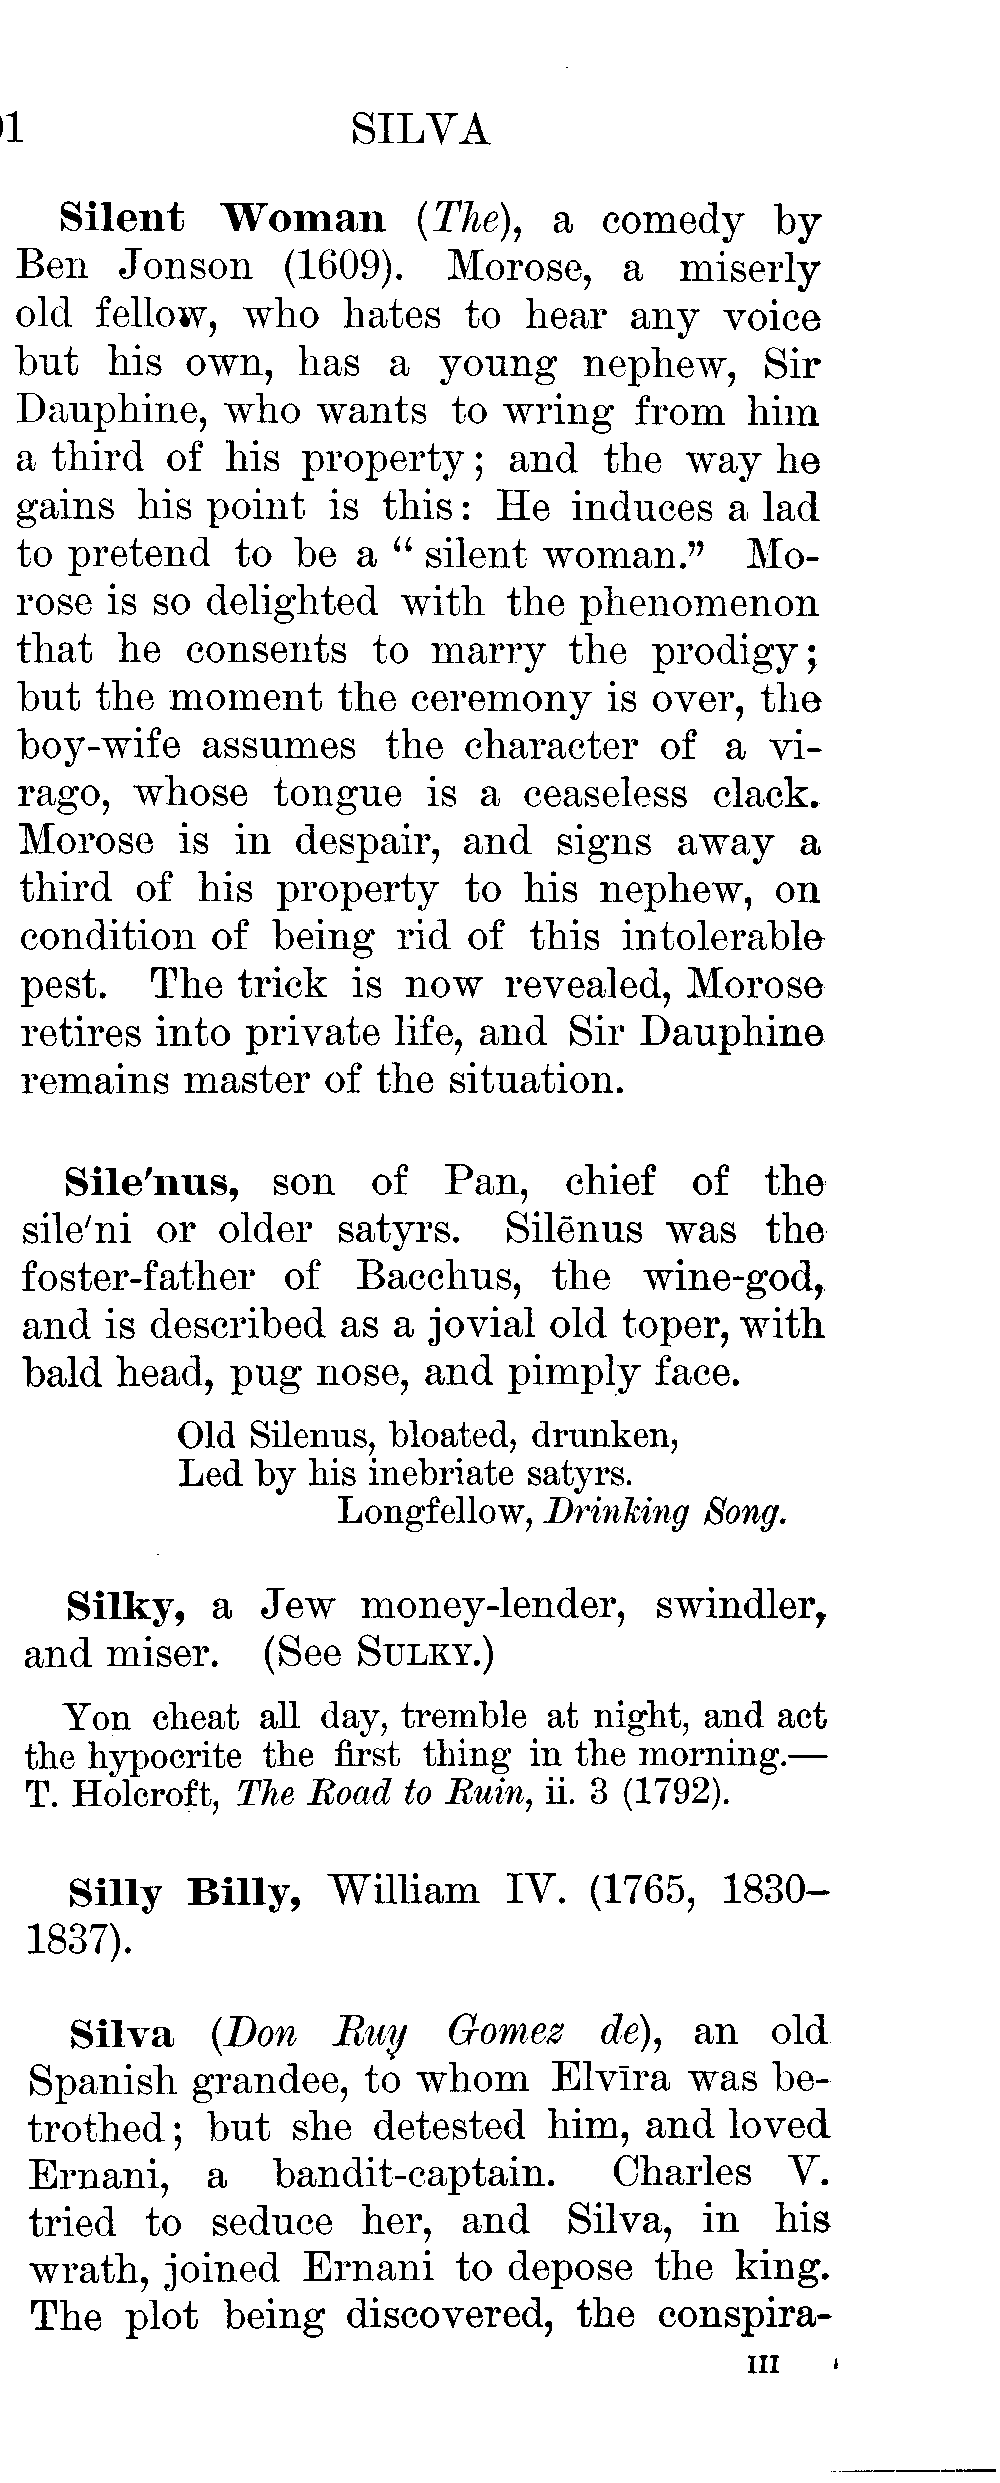 SILVA
Silent Woman (The), a comedy by
Ben Jonson (1609). Morose, a miserly
old fellow, who hates to hear any voice
but his own, has a young nephew, Sir
Dauphine, who wants to wring from him
a third of his property; and the way he
gains his point is this: He induces a lad
to pretend to be a “silent woman.” Mo-
rose is so delighted with the phenomenon
that he consents to marry the prodigy;
but the moment the ceremony is over, the
boy-wife assumes the character of a vi-
rago, whose tongue is a ceaseless clack.
Morose is in despair, and signs away a
third of his property to his nephew, on
condition of being rid of this intolerable
pest. The trick is now revealed, Morose
retires into private life, and Sir Dauphine
remains master of the situation.
Sile'nus, son of Pan, chief of the
sile'ni or older satyrs. Silēnus was the
foster-father of Bacchus, the wine-god,
and is described as a jovial old toper, with
bald head, pug nose, and pimply face.
Old Silenus, bloated, drunken,
Led by his inebriate satyrs.
Longfellow, Drinking Song.
Silky, a Jew money-lender, swindler,
and miser. (See SULKY.)
Yon cheat all day, tremble at night, and act
the hypocrite the first thing in the morning.—
T. Holcroft, The Road to Ruin, ii. 3 (1792).
Silly Billy, William IV. (1765, 1830–
1837).
Silva (Don Ruy Gomez de), an old
Spanish grandee, to whom Elvīra was be-
trothed; but she detested him, and loved
Ernani, a bandit-captain. Charles V.
tried to seduce her, and Silva, in his
wrath, joined Ernani to depose the king.
The plot being discovered, the conspira-
III